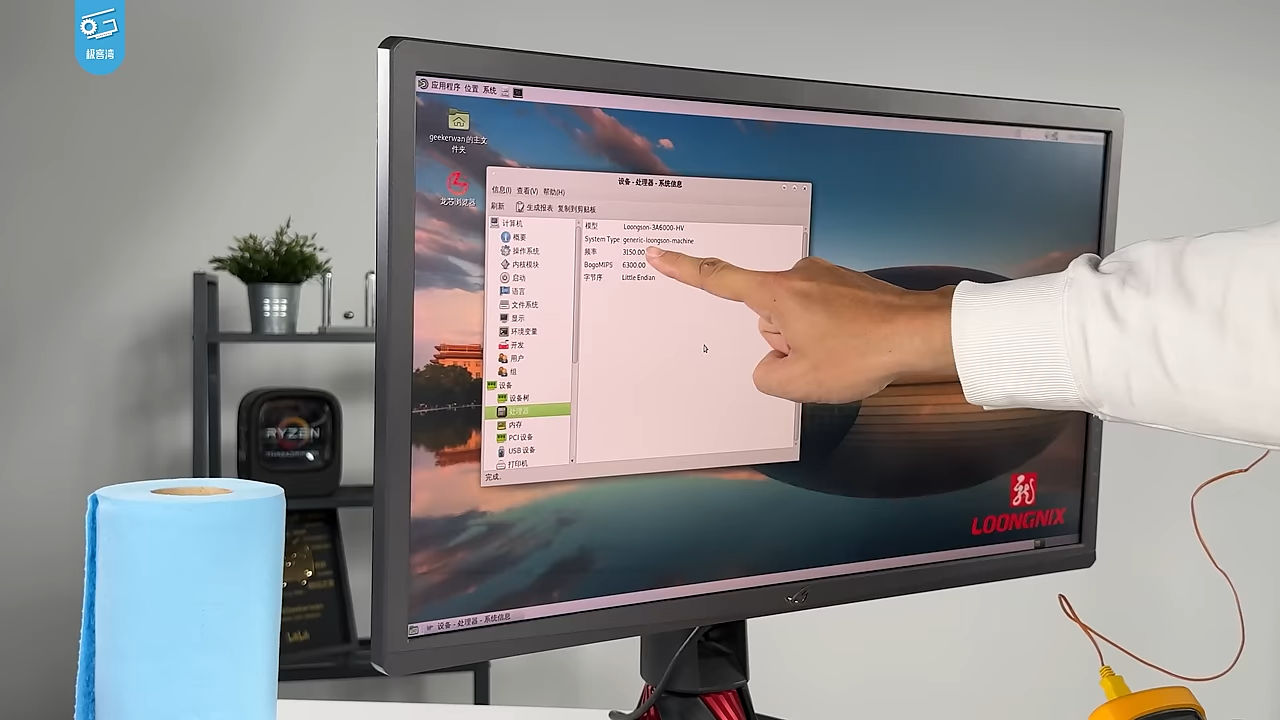 极客湾
应用程序 位置 系统
geekerwan 的主文
件夹
龙芯浏览器
设备 - 处理器 - 系统信息
信息(I) 查看(V) 帮助(H)
刷新 生成报表 复制到剪贴板
计算机
概要
操作系统
内核模块
启动
语言
文件系统
显示
环境变量
开发
用户
组
设备
设备树
处理器
内存
PCI 设备
USB 设备
打印机
完成。
模型 Loongson-3A6000-HV
System Type generic-loongson-machine
频率 3150.00
BogoMIPS 6300.00
字节序 Little Endian
LOONGNIX
设备 - 处理器 - 系统信息
RYZEN
THREADRIPPER
Geekerwan